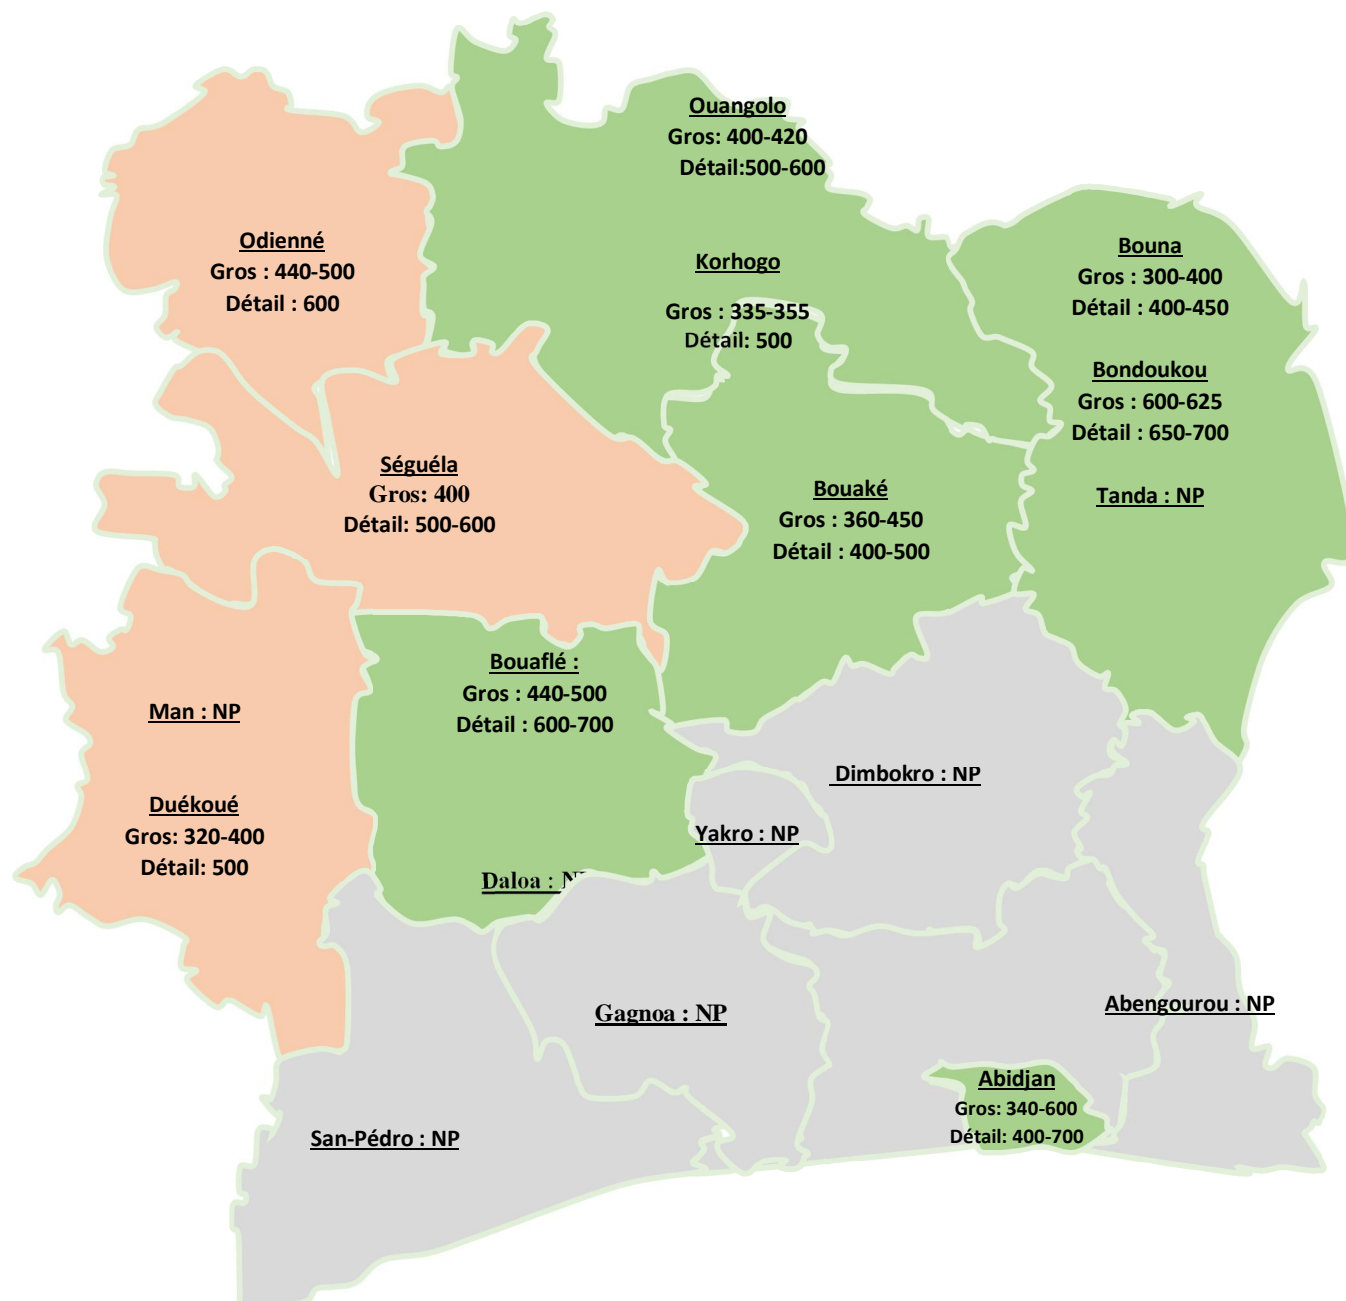 Ouangolo
Gros: 400-420
Détail:500-600
Odienné
Gros : 440-500
Détail : 600
Korhogo
Gros : 335-355
Détail: 500
Bouna
Gros : 300-400
Détail : 400-450
Bondoukou
Gros : 600-625
Détail : 650-700
Tanda : NP
Séguéla
Gros: 400
Détail: 500-600
Bouaké
Gros : 360-450
Détail : 400-500
Bouaflé :
Gros : 440-500
Détail : 600-700
Man : NP
Duékoué
Gros: 320-400
Détail: 500
Dimbokro : NP
Yakro : NP
Daloa :
Gagnoa : NP
Abengourou : NP
Abidjan
Gros: 340-600
Détail: 400-700
San-Pédro : NP